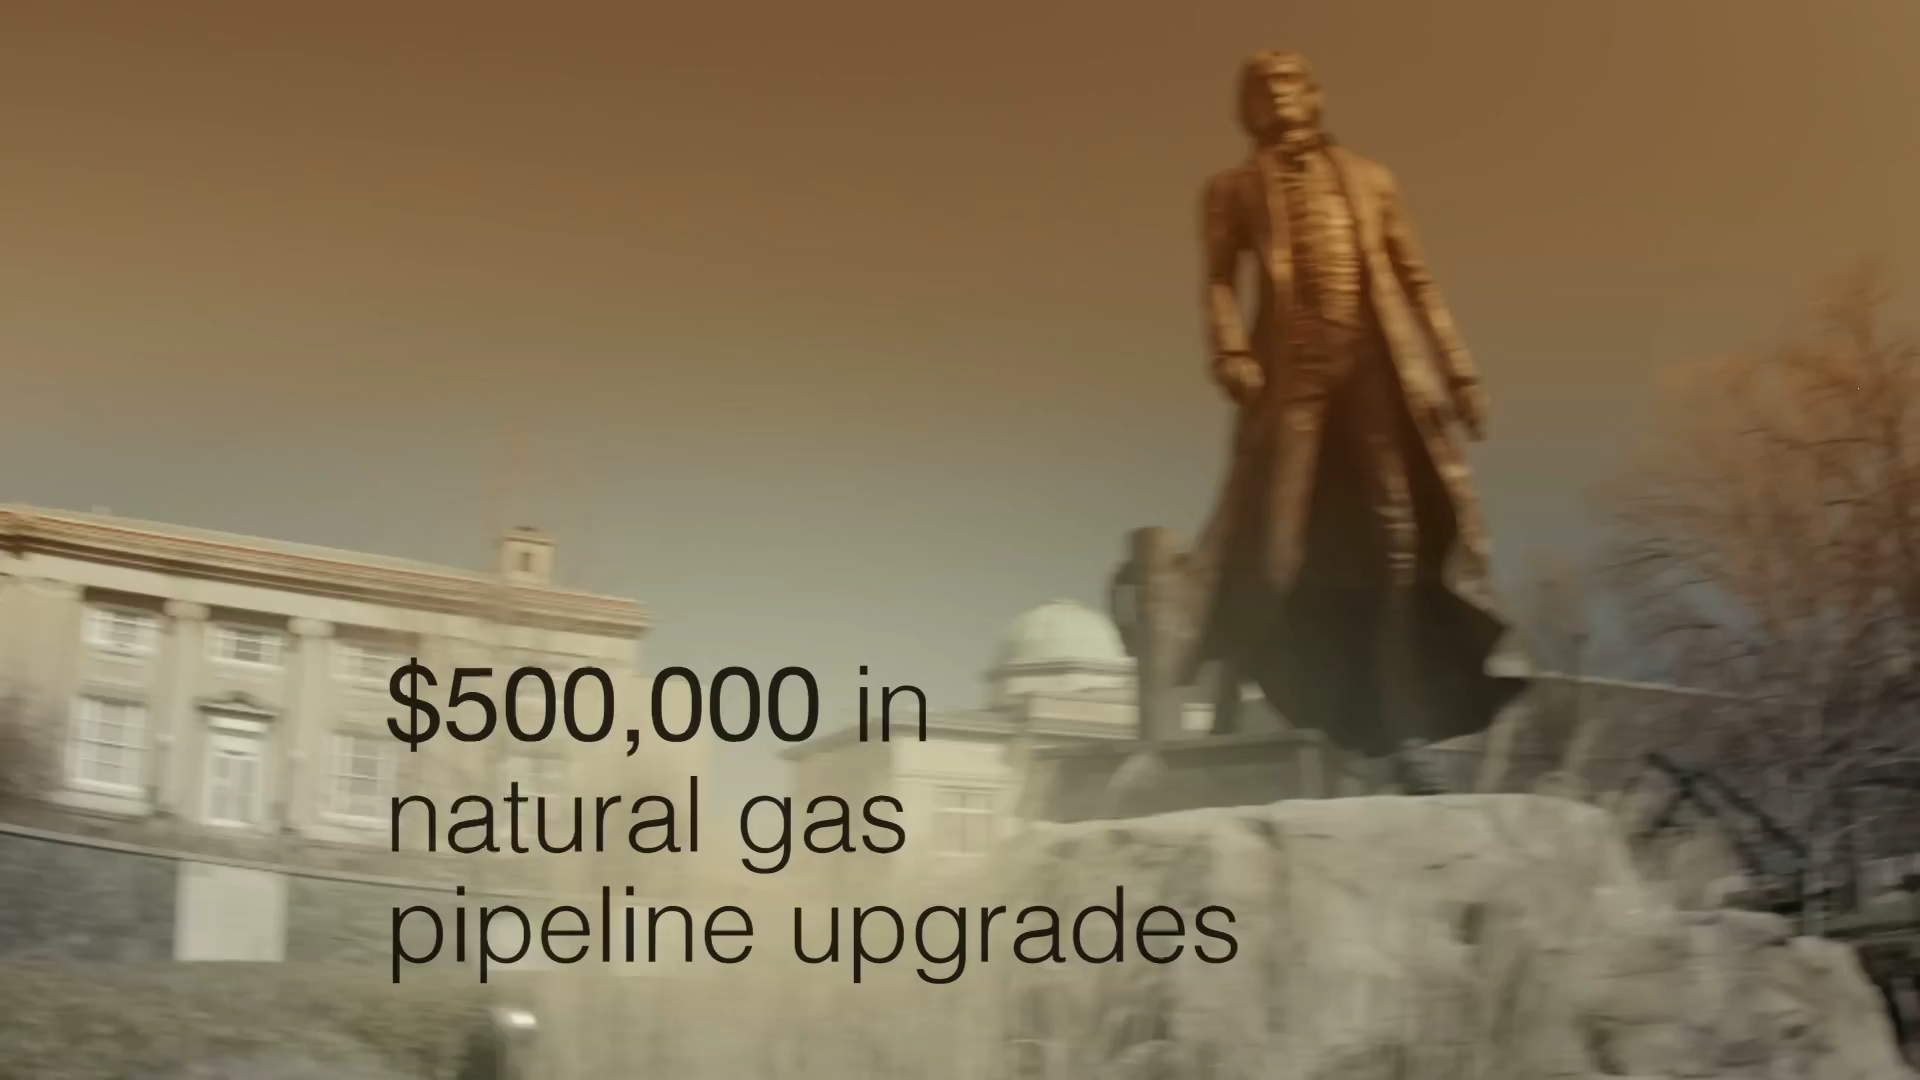 $500,000 in
natural gas
pipeline upgrades